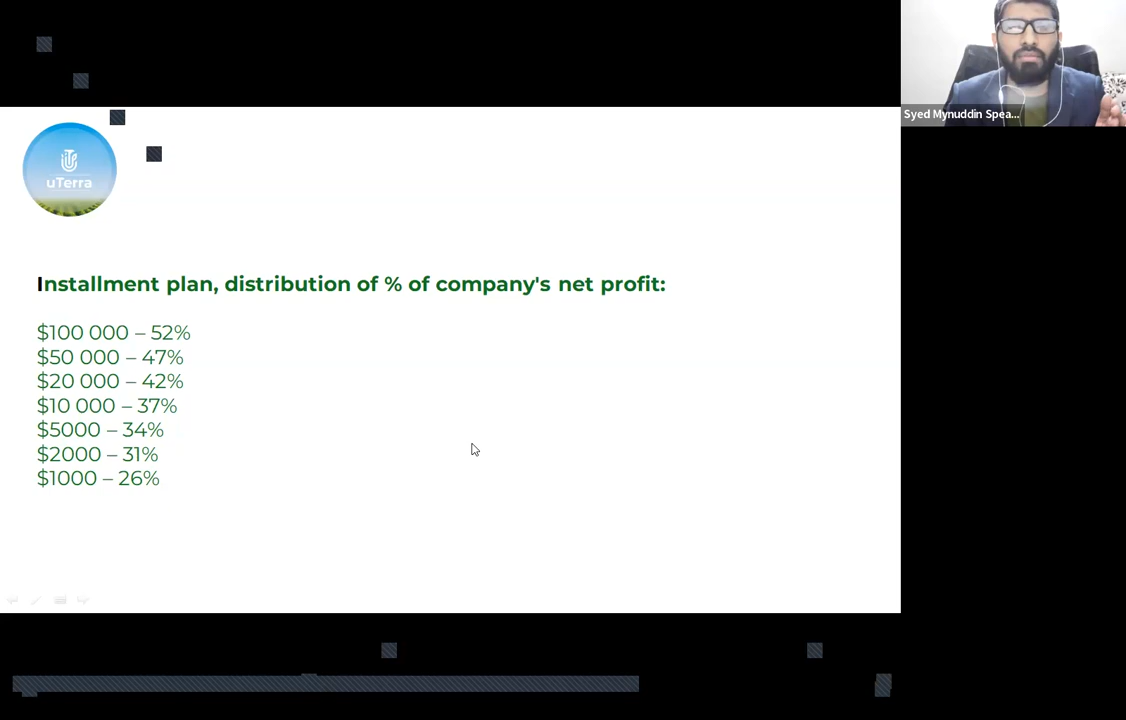 Syed Mynuddin Spea...
uTerra
Installment plan, distribution of % of company's net profit:
$100 000 – 52%
$50 000 – 47%
$20 000 – 42%
$10 000 – 37%
$5000 – 34%
$2000 – 31%
$1000 – 26%